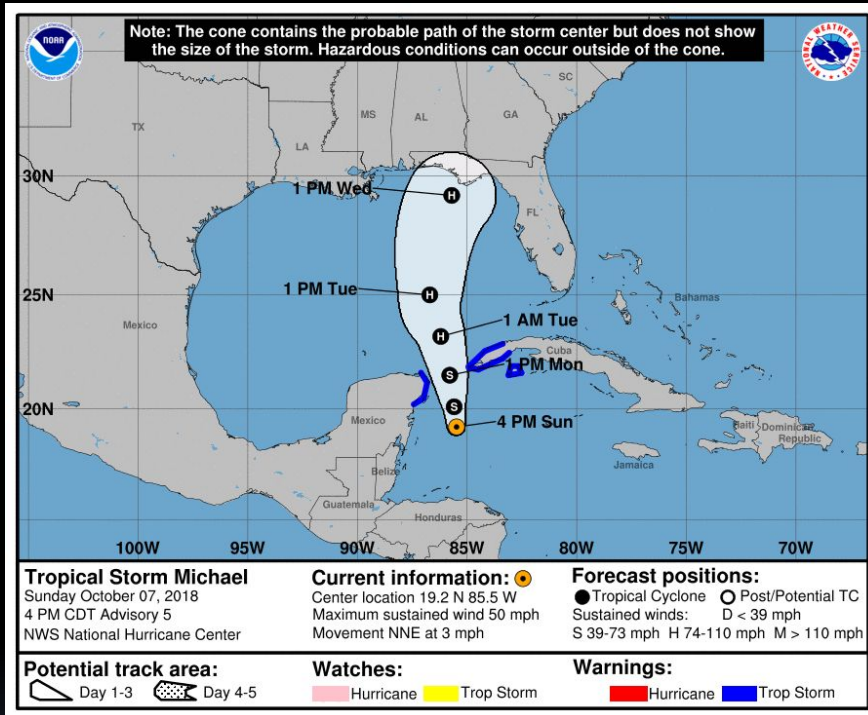 Note: The cone contains the probable path of the storm center but does not show
the size of the storm. Hazardous conditions can occur outside of the cone.
NOAA
NATIONAL WEATHER SERVICE
SC
MS
AL
GA
TX
LA
30N
1 PM Wed
H
FL
25N
1 PM Tue
H
Bahamas
1 AM Tue
H
Mexico
Cuba
1 PM Mon
S
20N
S
Mexico
4 PM Sun
Haiti
Dominican
Republic
Belize
Jamaica
Guatemala
Honduras
100W 95W 90W 85W 80W 75W 70W
Tropical Storm Michael
Sunday October 07, 2018
4 PM CDT Advisory 5
NWS National Hurricane Center
Current information:
Center location 19.2 N 85.5 W
Maximum sustained wind 50 mph
Movement NNE at 3 mph
Forecast positions:
Tropical Cyclone Post/Potential TC
Sustained winds: D < 39 mph
S 39-73 mph H 74-110 mph M > 110 mph
Potential track area:
Day 1-3 Day 4-5
Watches:
Hurricane Trop Storm
Warnings:
Hurricane Trop Storm